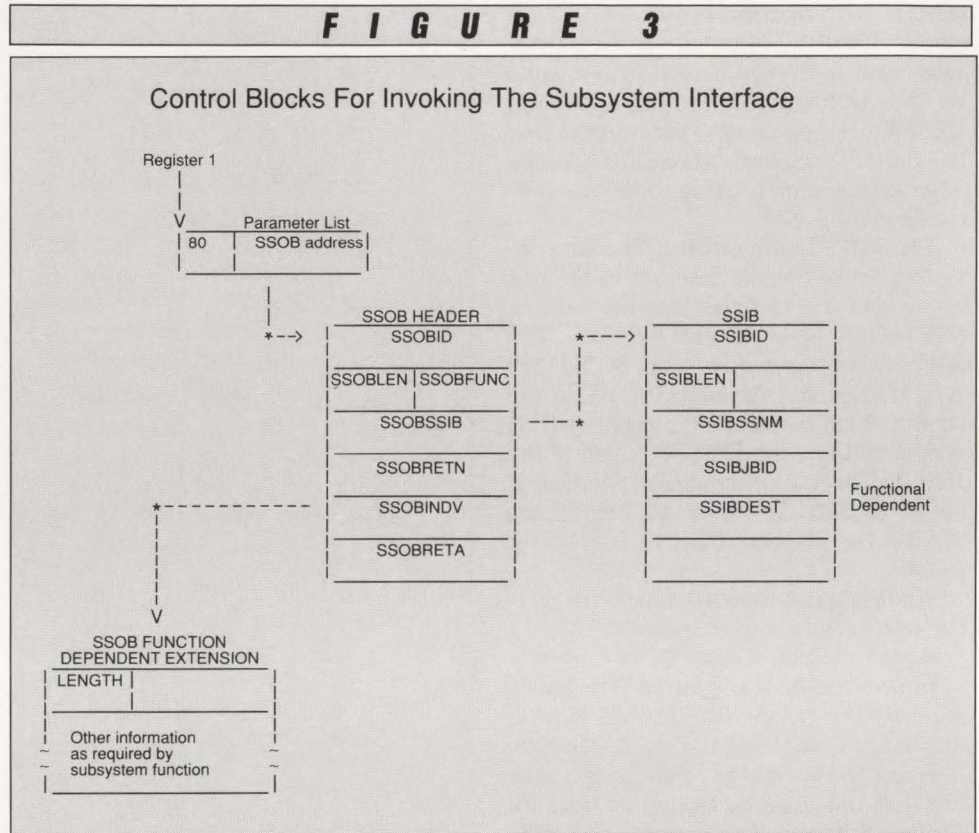 FIGURE 3
Control Blocks For Invoking The Subsystem Interface
Register 1
Parameter List
80 SSOB address
SSOB HEADER
SSOBID
SSOBLEN SSOBFUNC
SSOBSSIB
SSOBRETN
SSOBINDV
SSOBRETA
SSIB
SSIBID
SSIBLEN
SSIBSSNM
SSIBJBID
SSIBDEST
Functional
Dependent
SSOB FUNCTION
DEPENDENT EXTENSION
LENGTH
Other information
as required by
subsystem function